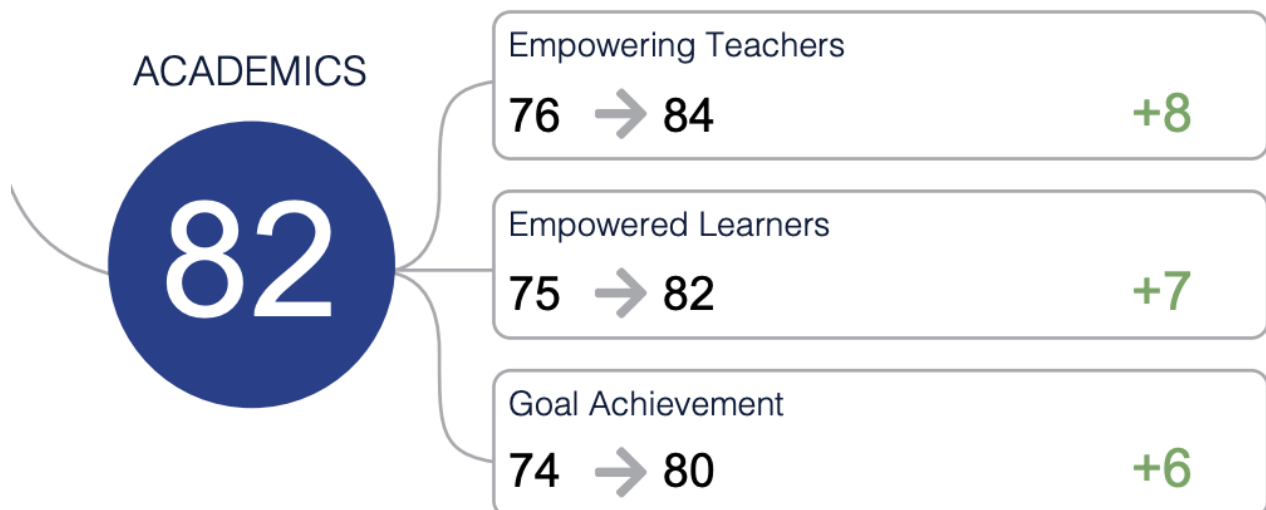 ACADEMICS
82
Empowering Teachers
76 → 84 +8
Empowered Learners
75 → 82 +7
Goal Achievement
74 → 80 +6